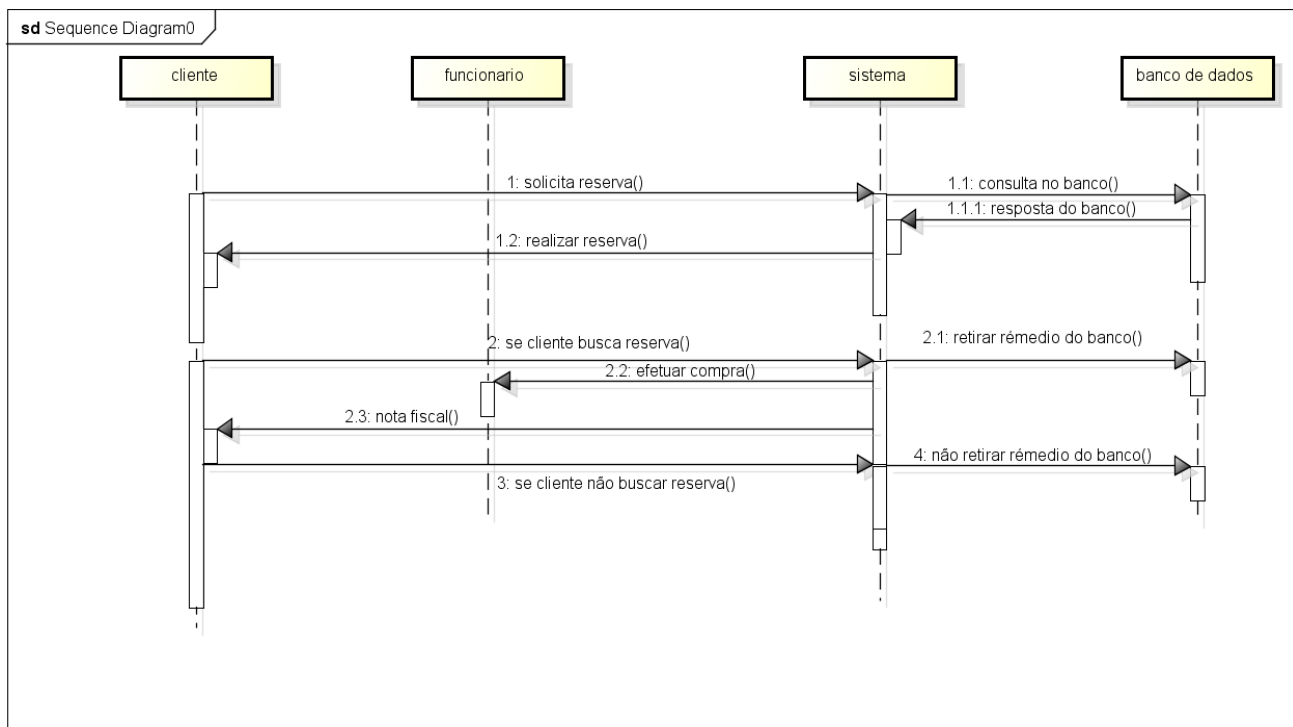 sd Sequence Diagram0
cliente
funcionario
sistema
banco de dados
1: solicita reserva()
1.1: consulta no banco()
1.1.1: resposta do banco()
1.2: realizar reserva()
2: se cliente busca reserva()
2.1: retirar rémedio do banco()
2.2: efetuar compra()
2.3: nota fiscal()
3: se cliente não buscar reserva()
4: não retirar rémedio do banco()